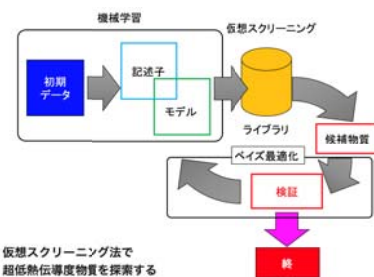 機械学習
仮想スクリーニング
初期
データ
記述子
モデル
ライブラリ
候補物質
ベイズ最適化
検証
終
仮想スクリーニング法で
超低熱伝導度物質を探索する